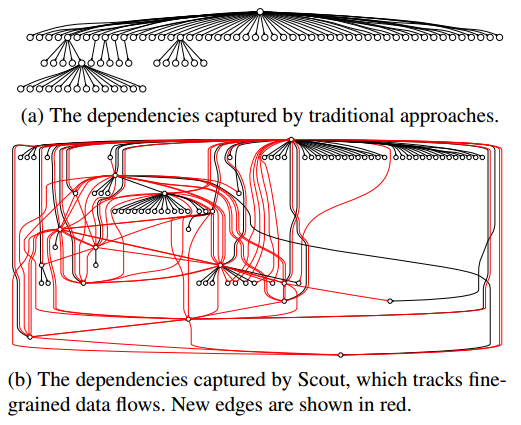 (a) The dependencies captured by traditional approaches.
(b) The dependencies captured by Scout, which tracks fine-
grained data flows. New edges are shown in red.